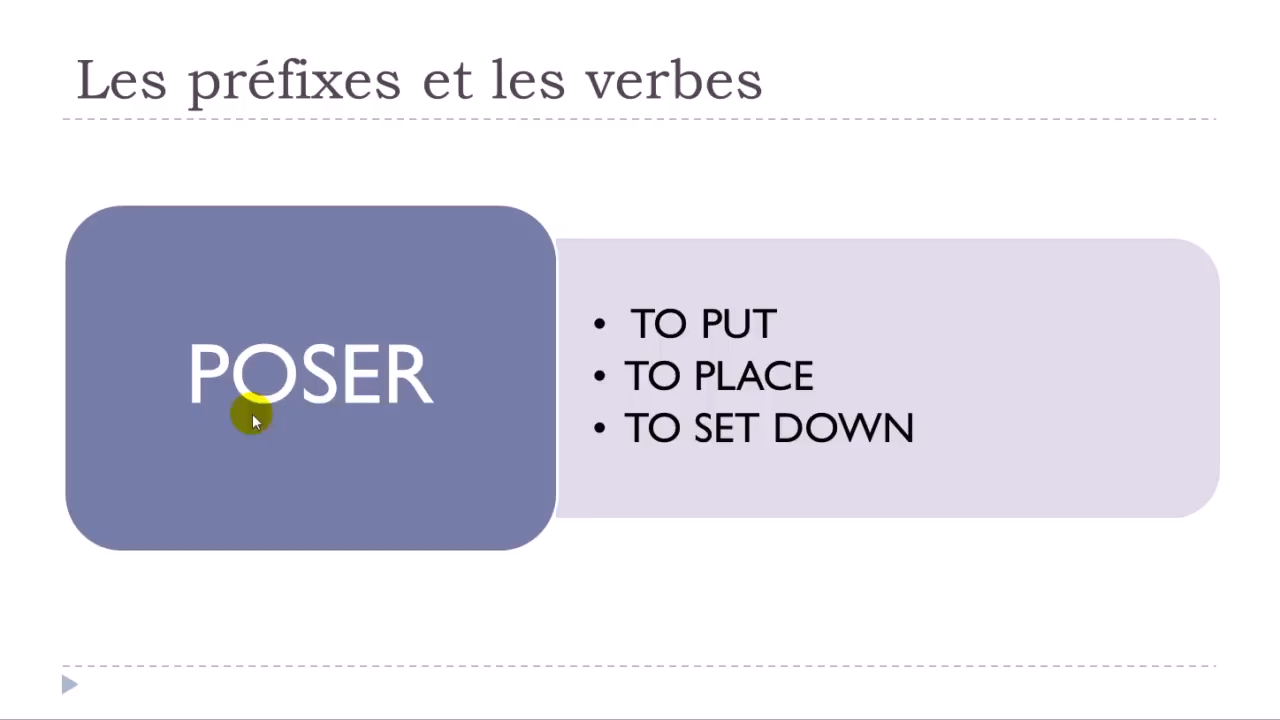 Les préfixes et les verbes
POSER
• TO PUT
• TO PLACE
• TO SET DOWN